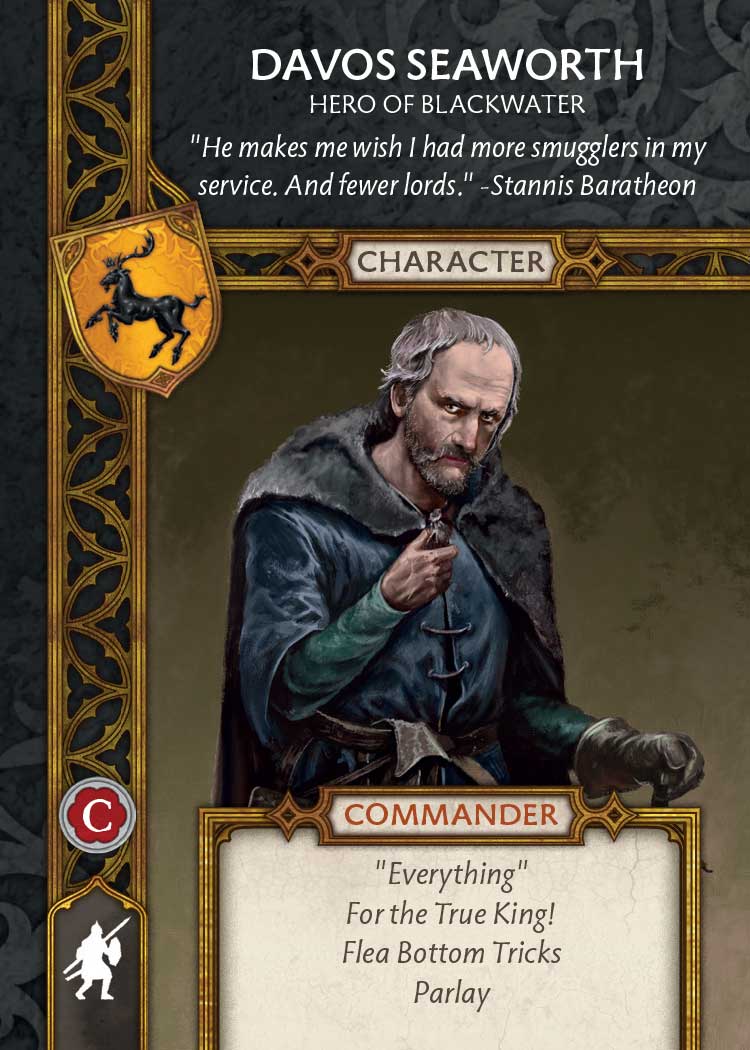 DAVOS SEAWORTH
HERO OF BLACKWATER
"He makes me wish I had more smugglers in my
service. And fewer lords." -Stannis Baratheon
CHARACTER
C
COMMANDER
"Everything"
For the True King!
Flea Bottom Tricks
Parlay